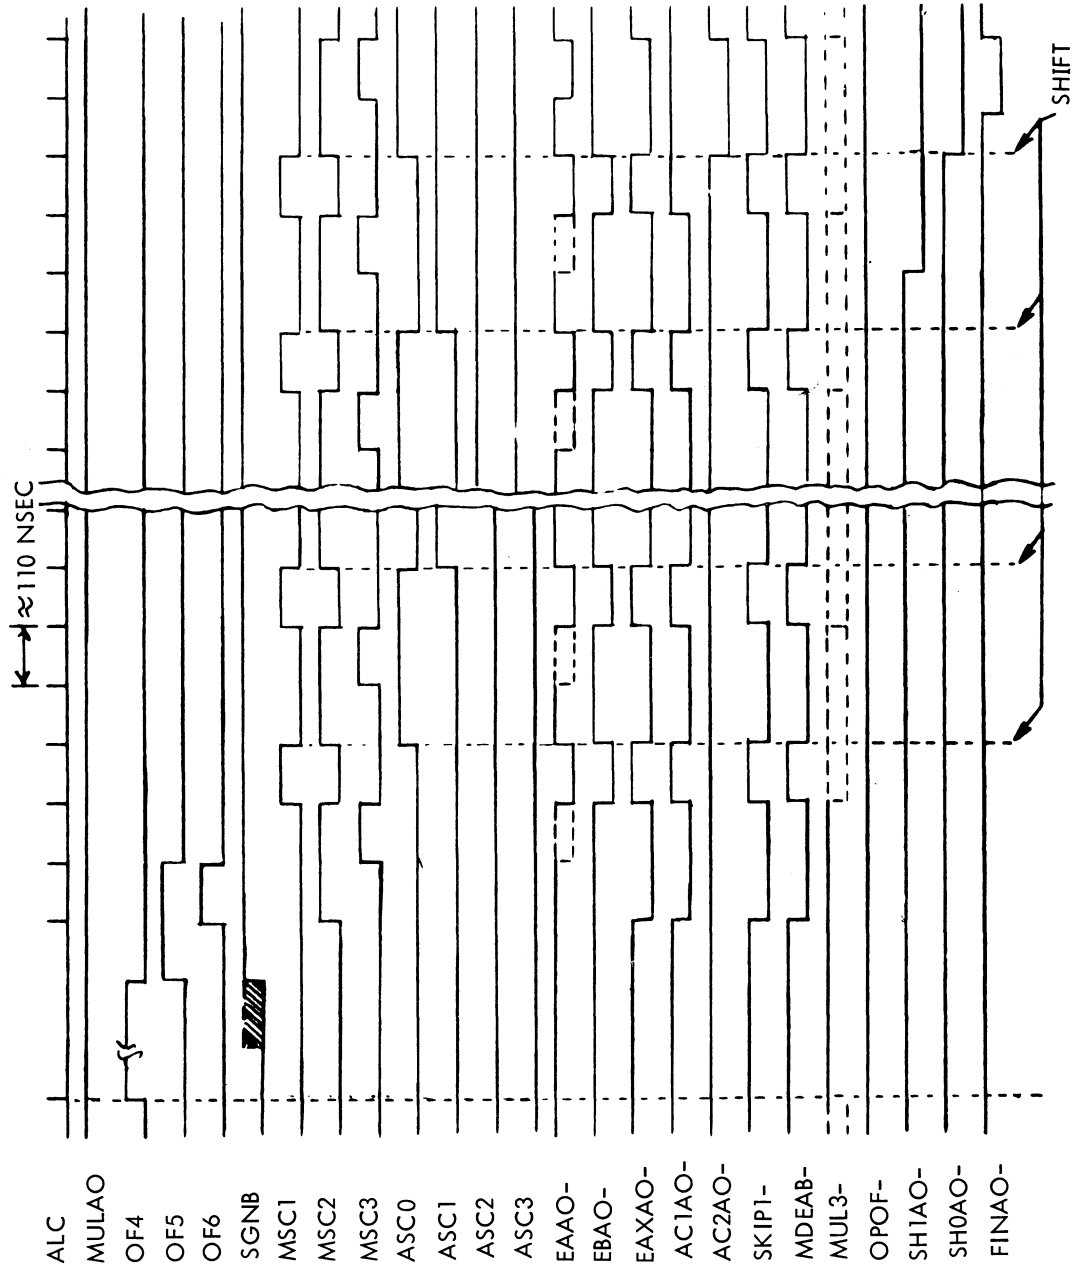 ALC
MULAO
OF4
OF5
OF6
SGNB
MSC1
MSC2
MSC3
ASC0
ASC1
ASC2
ASC3
EAAO-
EBAO-
EAXAO-
AC1AO-
AC2AO-
SKIP1-
MDEAB-
MUL3-
OPOF-
SH1AO-
SH0AO-
FINAO-
≈110 NSEC
SHIFT